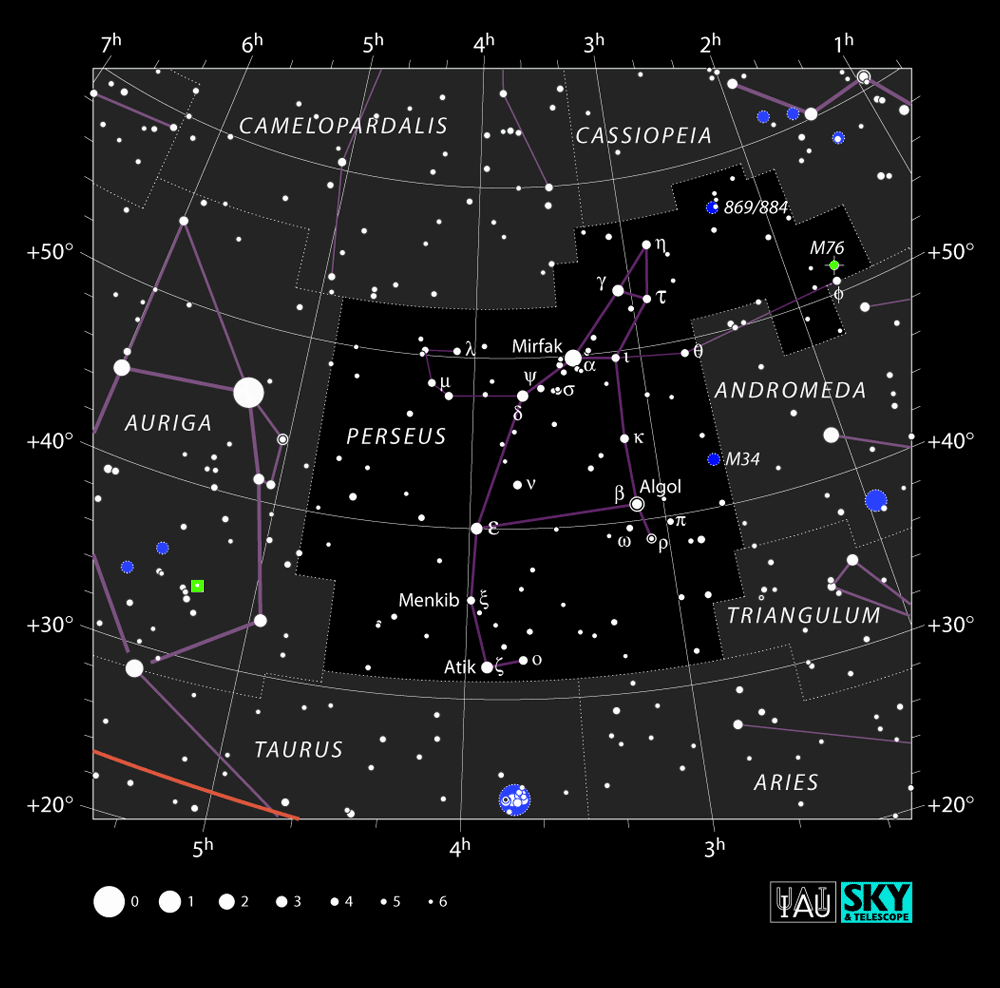 7h 6h 5h 4h 3h 2h 1h
CAMELOPARDALIS
CASSIOPEIA
869/884
+50° η M76 +50°
γ τ φ
Mirfak α ι θ
λ
μ ψ σ
δ
ANDROMEDA
AURIGA PERSEUS
+40° κ +40°
M34
ν β Algol
ε π
ω ρ
Menkib ξ
+30° TRIANGULUM +30°
Atik ζ ο
TAURUS
ARIES
+20° +20°
5h 4h 3h
0 1 2 3 4 5 6
IAU SKY
& TELESCOPE